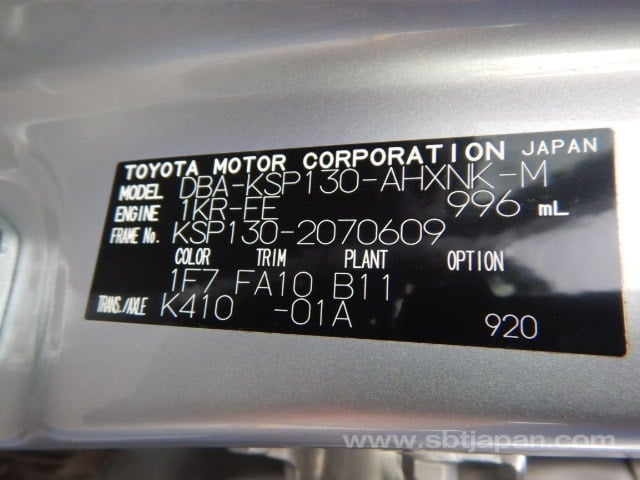 TOYOTA MOTOR CORPORATION JAPAN
MODEL DBA-KSP130-AHXNK-M
ENGINE 1KR-FE 996 mL
FRAME No. KSP130-2070609
COLOR TRIM PLANT OPTION
1F7 FA10 B11
TRANS./AXLE K410 -01A 920
www.sbtjapan.com